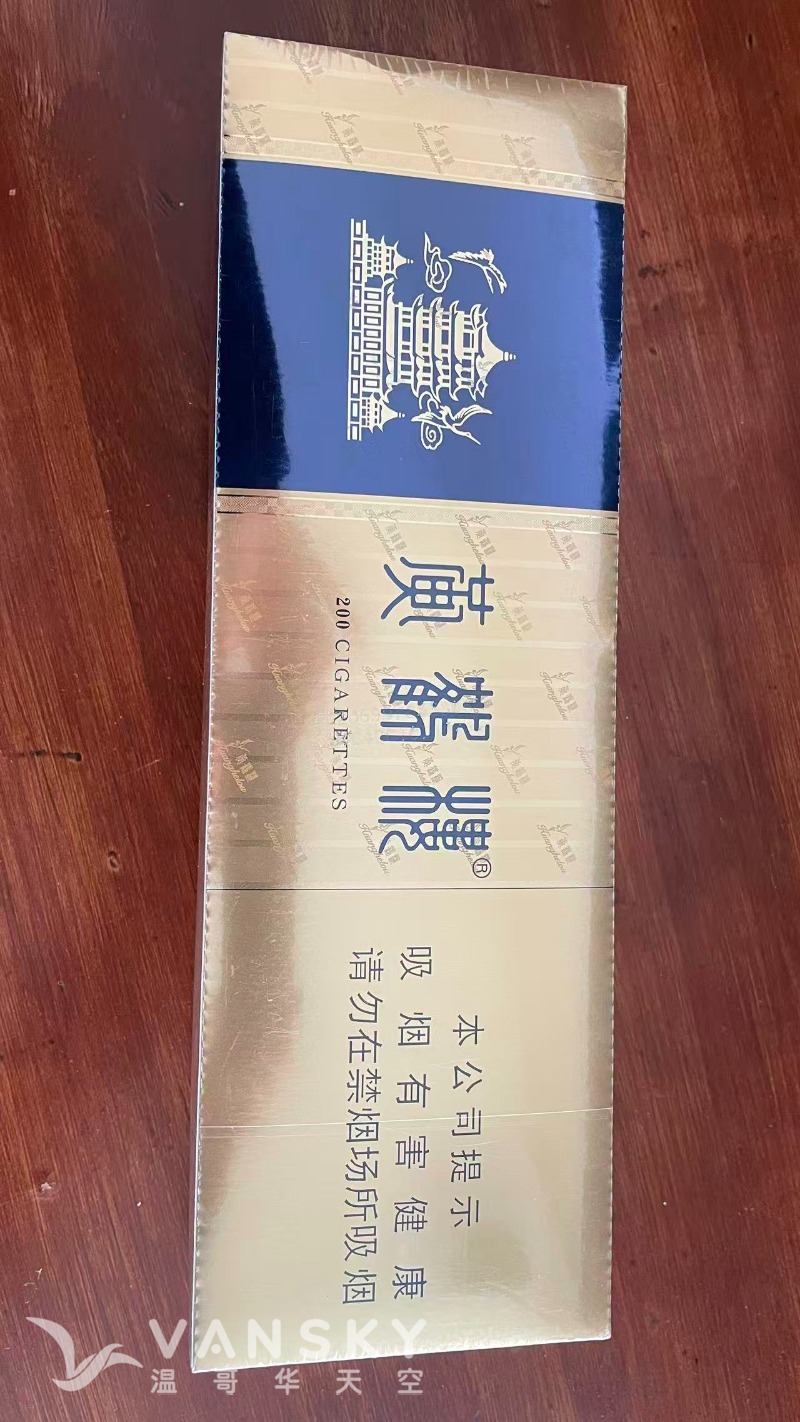 黄鹤楼®
200 CIGARETTES
本公司提示
吸烟有害健康
请勿在禁烟场所吸烟
VANSKY
温哥华天空